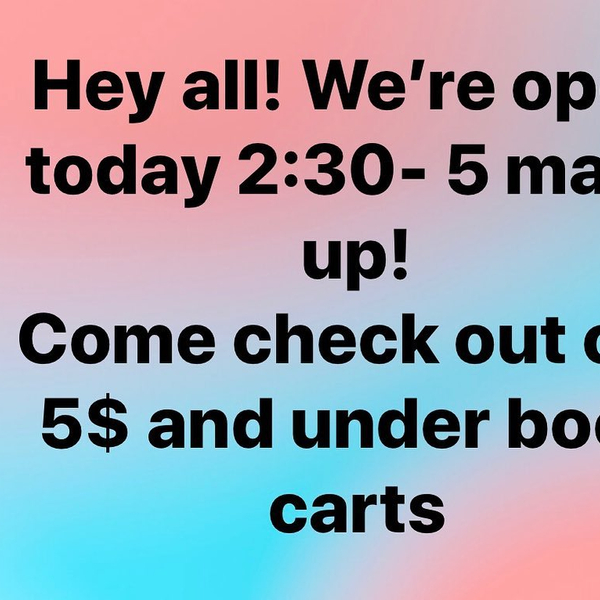 Hey all! We’re op
today 2:30- 5 ma
up!
Come check out
5$ and under boo
carts